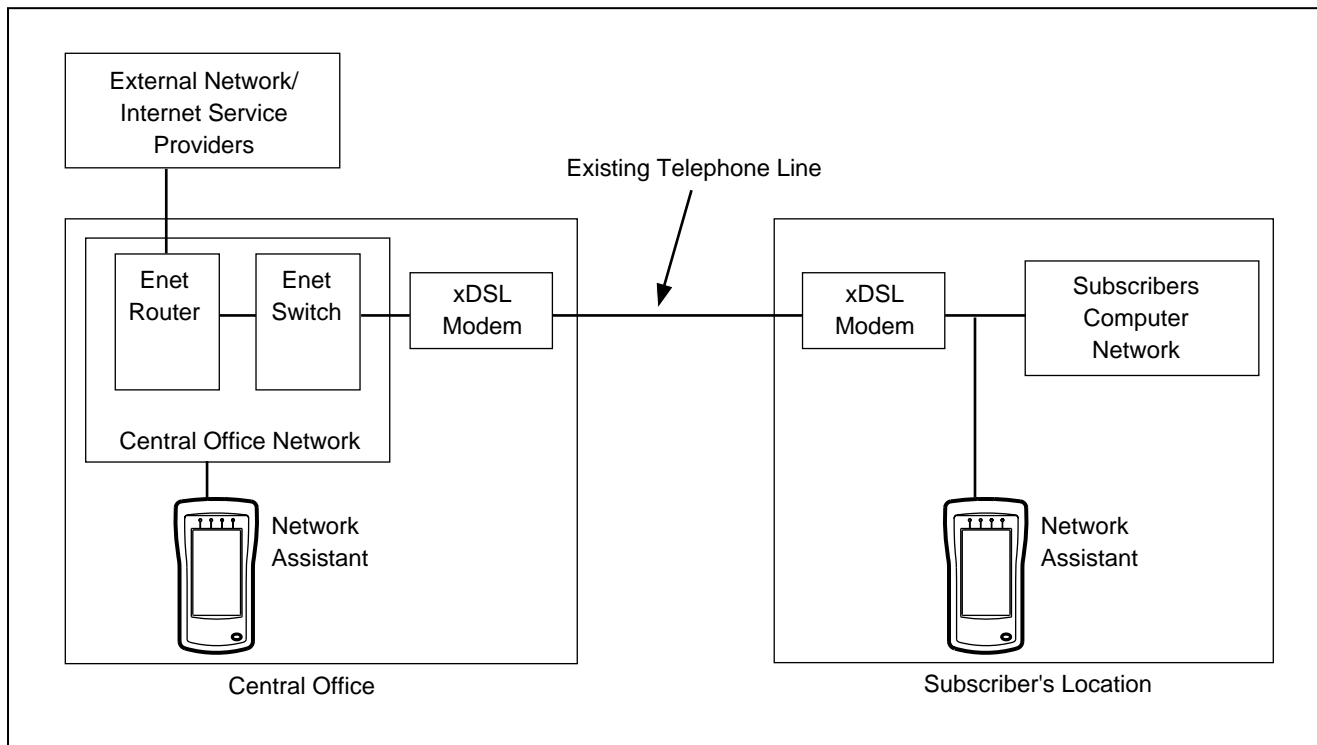 External Network/
Internet Service
Providers
Existing Telephone Line
Enet
Router
Enet
Switch
xDSL
Modem
xDSL
Modem
Subscribers
Computer
Network
Central Office Network
Network
Assistant
Network
Assistant
Central Office
Subscriber's Location